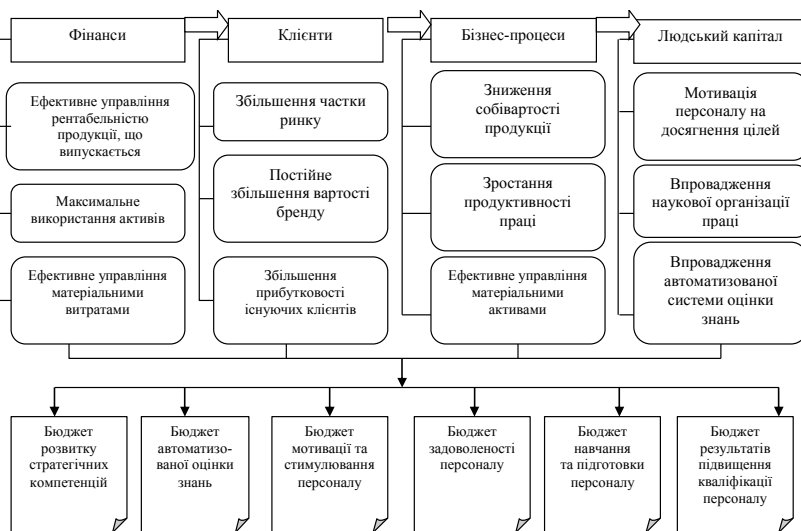 Фінанси
Клієнти
Бізнес-процеси
Людський капітал
Ефективне управління
рентабельністю
продукції, що
випускається
Максимальне
використання активів
Ефективне управління
матеріальними
витратами
Збільшення частки
ринку
Постійне
збільшення вартості
бренду
Збільшення
прибутковості
існуючих клієнтів
Зниження
собівартості
продукції
Зростання
продуктивності
праці
Ефективне управління
матеріальними
активами
Мотивація
персоналу на
досягнення цілей
Впровадження
наукової організації
праці
Впровадження
автоматизованої
системи оцінки
знань
Бюджет
розвитку
стратегічних
компетенцій
Бюджет
автоматизо-
ваної оцінки
знань
Бюджет
мотивації та
стимулювання
персоналу
Бюджет
задоволеності
персоналу
Бюджет
навчання
та підготовки
персоналу
Бюджет
результатів
підвищення
кваліфікації
персоналу